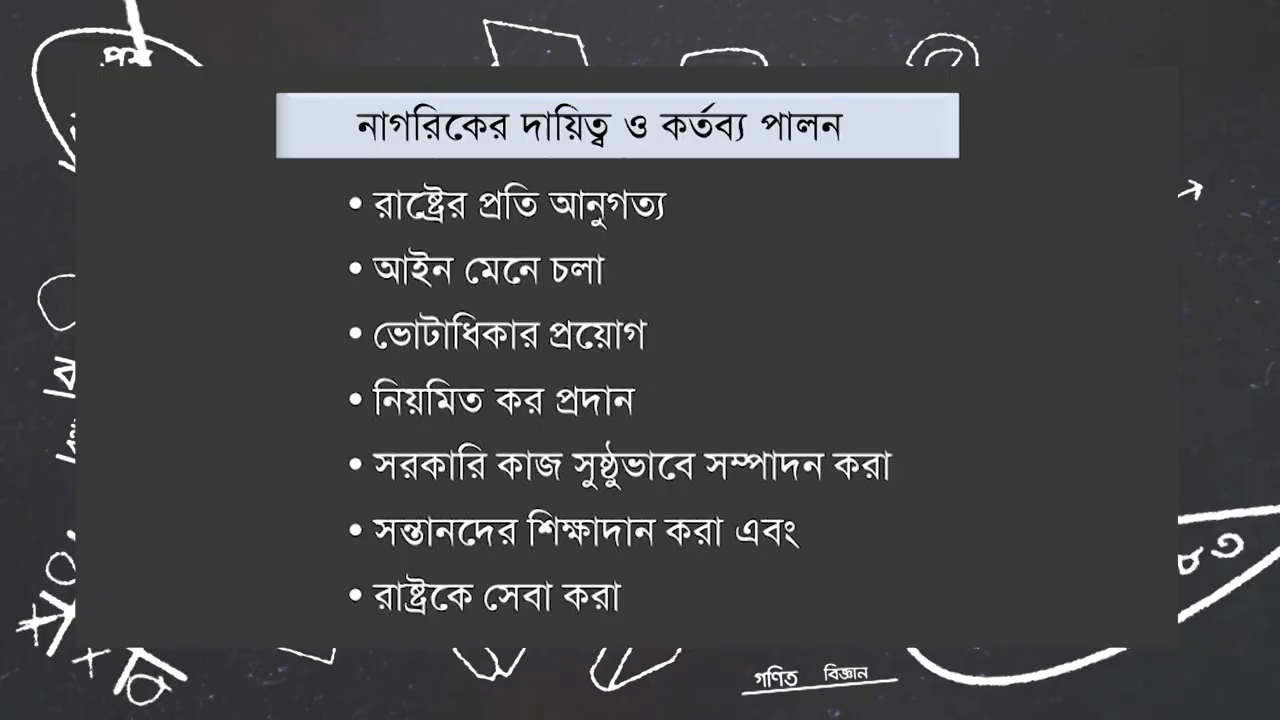 নাগরিকের দায়িত্ব ও কর্তব্য পালন
• রাষ্ট্রের প্রতি আনুগত্য
• আইন মেনে চলা
• ভোটাধিকার প্রয়োগ
• নিয়মিত কর প্রদান
• সরকারি কাজ সুষ্ঠুভাবে সম্পাদন করা
• সন্তানদের শিক্ষাদান করা এবং
• রাষ্ট্রকে সেবা করা
গণিত বিজ্ঞান